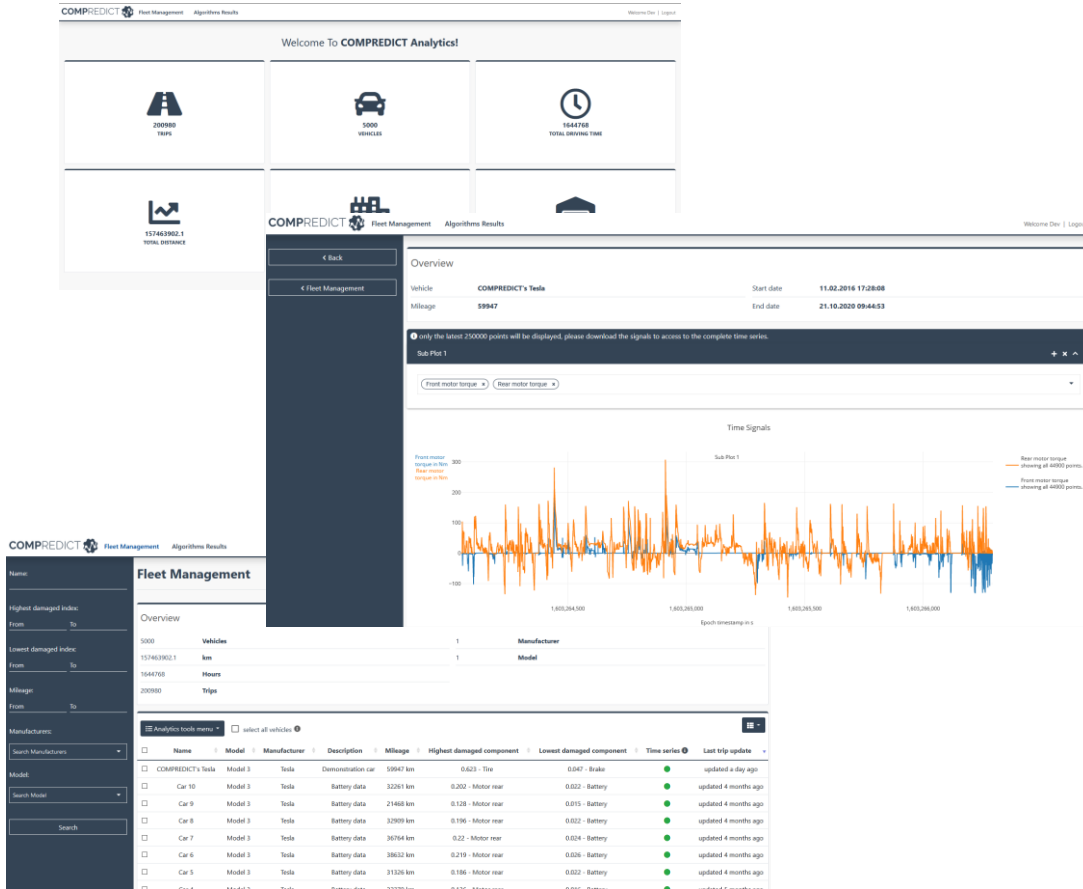 COMPREDICT Fleet Management Algorithms Results Welcome Dev | Logout
Welcome To COMPREDICT Analytics!
200980
TRIPS
5000
VEHICLES
1644768
TOTAL DRIVING TIME
157463902.1
TOTAL DISTANCE
COMPREDICT Fleet Management Algorithms Results Welcome Dev | Logout
< Back
< Fleet Management
Overview
Vehicle COMPREDICT's Tesla Start date 11.02.2016 17:28:08
Mileage 59947 End date 21.10.2020 09:44:53
only the latest 250000 points will be displayed, please download the signals to access to the complete time series.
Sub Plot 1
Front motor torque × Rear motor torque ×
Time Signals
Front motor
torque in Nm
Rear motor
torque in Nm
Sub Plot 1
300
200
100
0
−100
1,603,264,500 1,603,265,000 1,603,265,500 1,603,266,000
Epoch timestamp in s
Rear motor torque
showing all 44900 points.
Front motor torque
showing all 44900 points.
COMPREDICT Fleet Management Algorithms Results
Name:
Highest damaged index:
From To
Lowest damaged index:
From To
Mileage:
From To
Manufacturers:
Search Manufacturers
Model:
Search Model
Search
Fleet Management
Overview
5000 Vehicles 1 Manufacturer
157463902.1 km 1 Model
1644768 Hours
200980 Trips
Analytics tools menu select all vehicles
Name Model Manufacturer Description Mileage Highest damaged component Lowest damaged component Time series Last trip update
COMPREDICT's Tesla Model 3 Tesla Demonstration car 59947 km 0.623 - Tire 0.047 - Brake updated a day ago
Car 10 Model 3 Tesla Battery data 32261 km 0.202 - Motor rear 0.022 - Battery updated 4 months ago
Car 9 Model 3 Tesla Battery data 21468 km 0.128 - Motor rear 0.015 - Battery updated 4 months ago
Car 8 Model 3 Tesla Battery data 32909 km 0.196 - Motor rear 0.022 - Battery updated 4 months ago
Car 7 Model 3 Tesla Battery data 36764 km 0.22 - Motor rear 0.024 - Battery updated 4 months ago
Car 6 Model 3 Tesla Battery data 38632 km 0.219 - Motor rear 0.026 - Battery updated 4 months ago
Car 5 Model 3 Tesla Battery data 31326 km 0.186 - Motor rear 0.022 - Battery updated 4 months ago